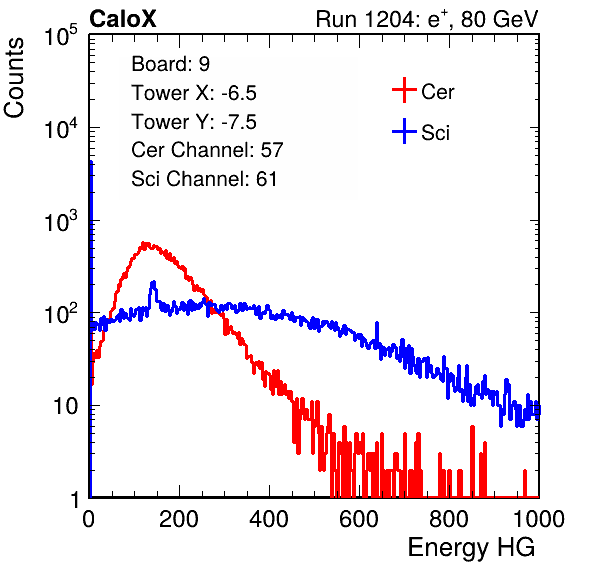 CaloX Run 1204: e⁺, 80 GeV
Counts
Board: 9
Tower X: -6.5
Tower Y: -7.5
Cer Channel: 57
Sci Channel: 61
Cer
Sci
10⁵
10⁴
10³
10²
10
1
0 200 400 600 800 1000
Energy HG